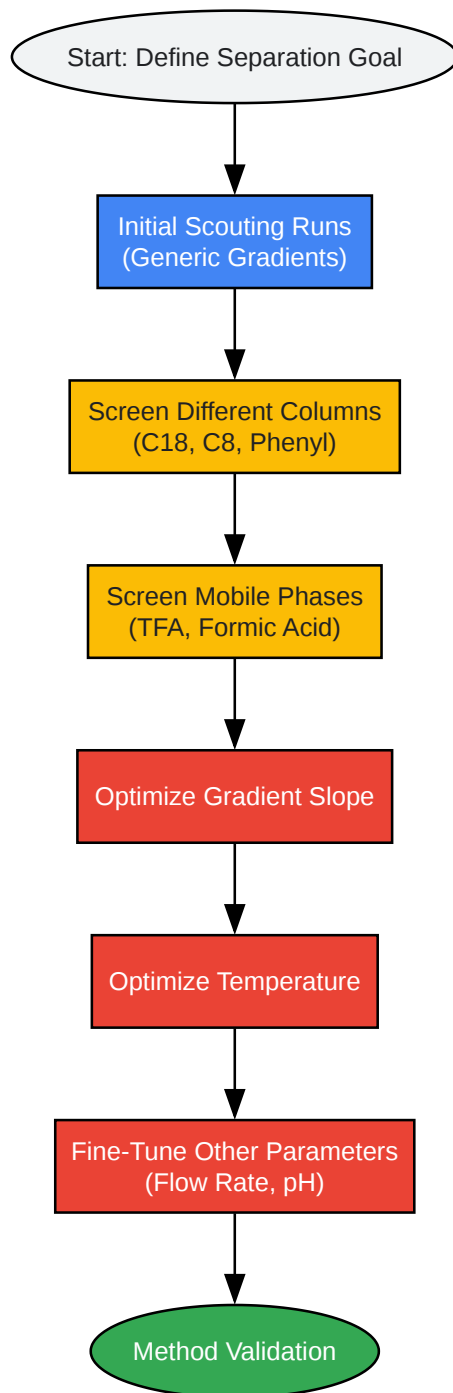 Start: Define Separation Goal
Initial Scouting Runs
(Generic Gradients)
Screen Different Columns
(C18, C8, Phenyl)
Screen Mobile Phases
(TFA, Formic Acid)
Optimize Gradient Slope
Optimize Temperature
Fine-Tune Other Parameters
(Flow Rate, pH)
Method Validation